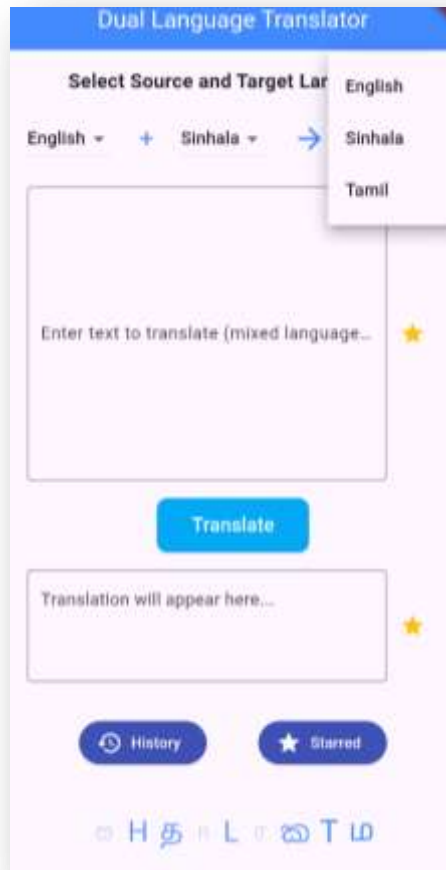 Dual Language Translator
Select Source and Target Lan
English + Sinhala →
English
Sinhala
Tamil
Enter text to translate (mixed language...
Translate
Translation will appear here...
History
Starred
H த L T ம